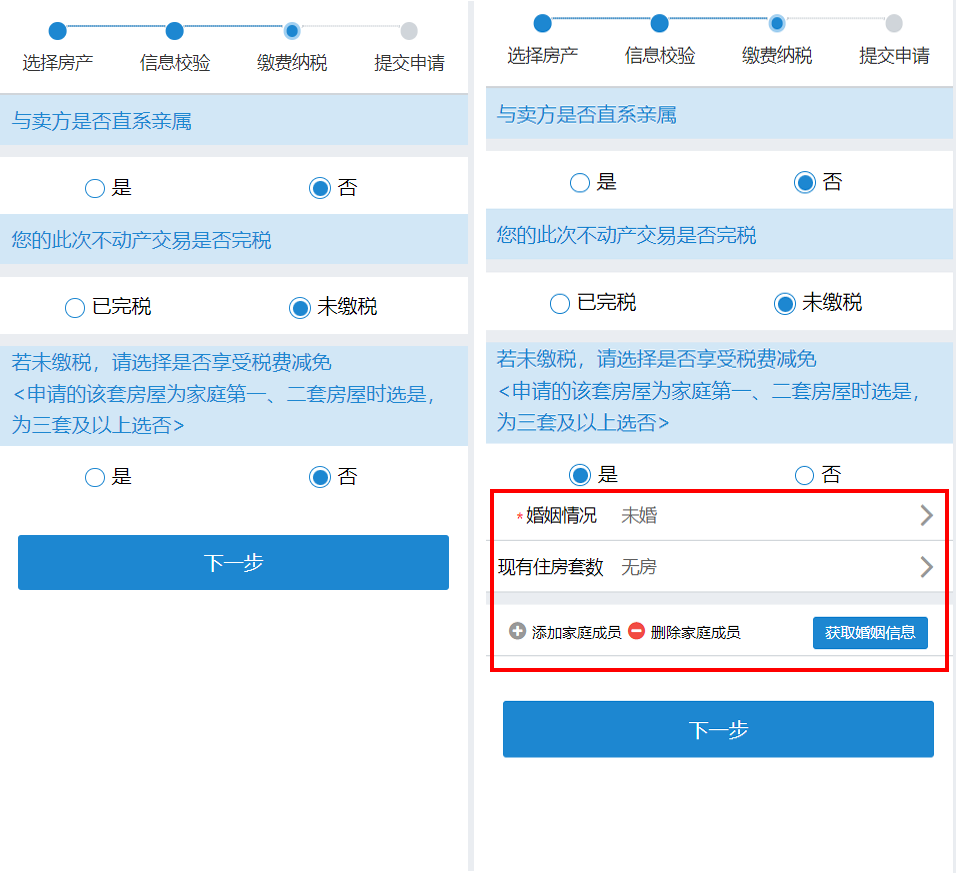 选择房产 信息校验 缴费纳税 提交申请
与卖方是否直系亲属
是 否
您的此次不动产交易是否完税
已完税 未缴税
若未缴税，请选择是否享受税费减免
<申请的该套房屋为家庭第一、二套房屋时选是，
为三套及以上选否>
是 否
下一步
选择房产 信息校验 缴费纳税 提交申请
与卖方是否直系亲属
是 否
您的此次不动产交易是否完税
已完税 未缴税
若未缴税，请选择是否享受税费减免
<申请的该套房屋为家庭第一、二套房屋时选是，
为三套及以上选否>
是 否
*婚姻情况 未婚
现有住房套数 无房
添加家庭成员 删除家庭成员 获取婚姻信息
下一步